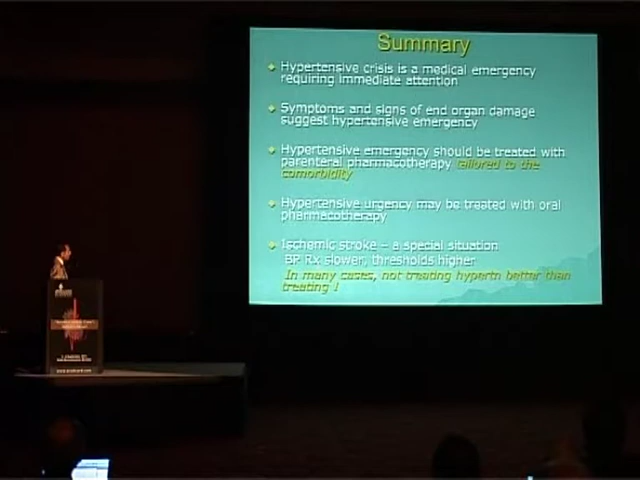 Summary
Hypertensive crisis is a medical emergency
requiring immediate attention
Symptoms and signs of end organ damage
suggest hypertensive emergency
Hypertensive emergency should be treated with
parenteral pharmacotherapy tailored to the
comorbidity
Hypertensive urgency may be treated with oral
pharmacotherapy
Ischemic stroke – a special situation
BP Rx slower, thresholds higher
In many cases, not treating hypertn better than
treating !